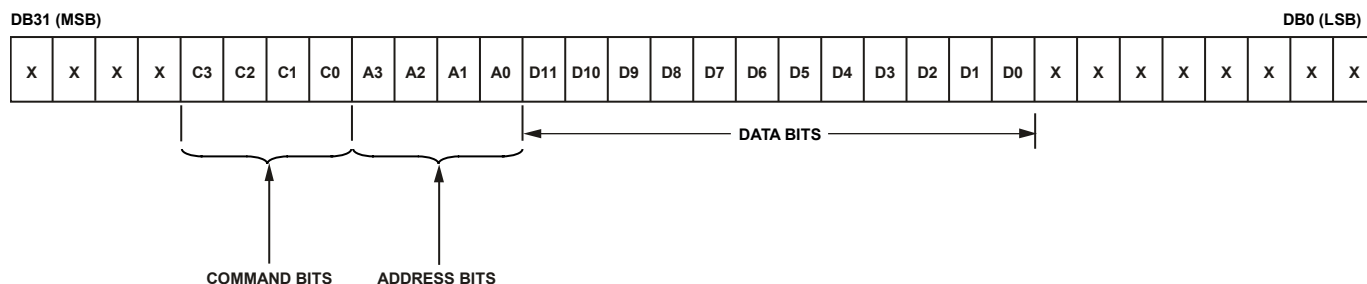 DB31 (MSB) DB0 (LSB)
X X X X C3 C2 C1 C0 A3 A2 A1 A0 D11 D10 D9 D8 D7 D6 D5 D4 D3 D2 D1 D0 X X X X X X X X
DATA BITS
COMMAND BITS ADDRESS BITS